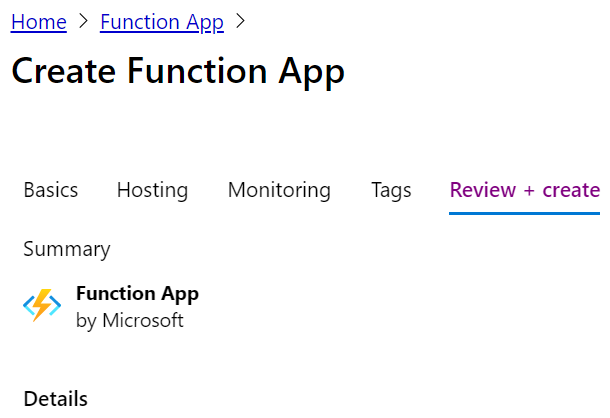 Home > Function App >
Create Function App
Basics Hosting Monitoring Tags Review + create
Summary
Function App
by Microsoft
Details